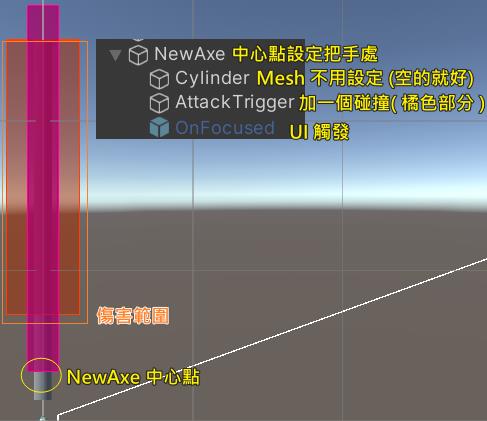 NewAxe 中心點設定把手處
Cylinder Mesh 不用設定 (空的就好)
AttackTrigger 加一個碰撞( 橘色部分 )
OnFocused UI 觸發
傷害範圍
NewAxe 中心點